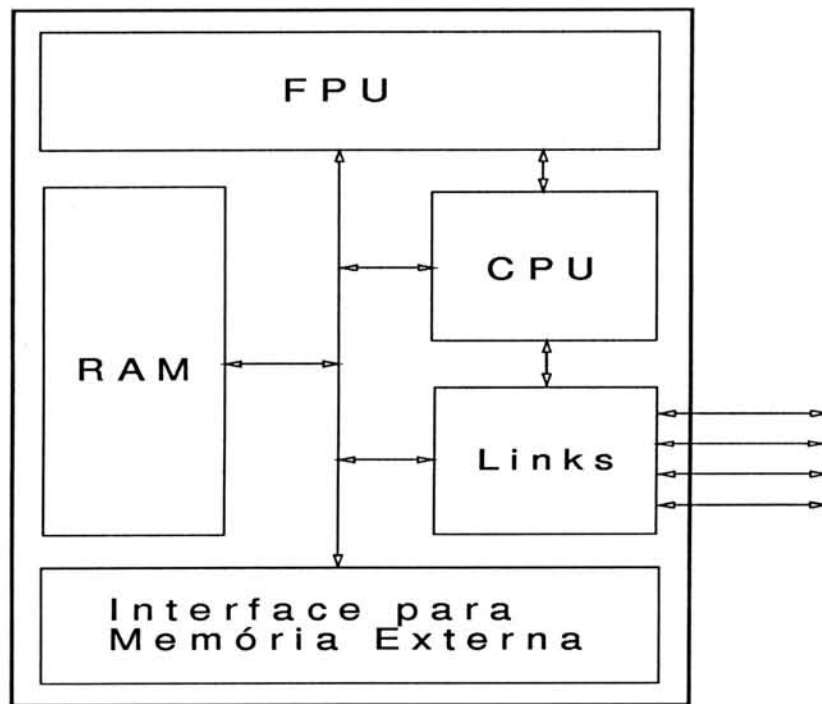 FPU
CPU
RAM
Links
Interface para
Memória Externa